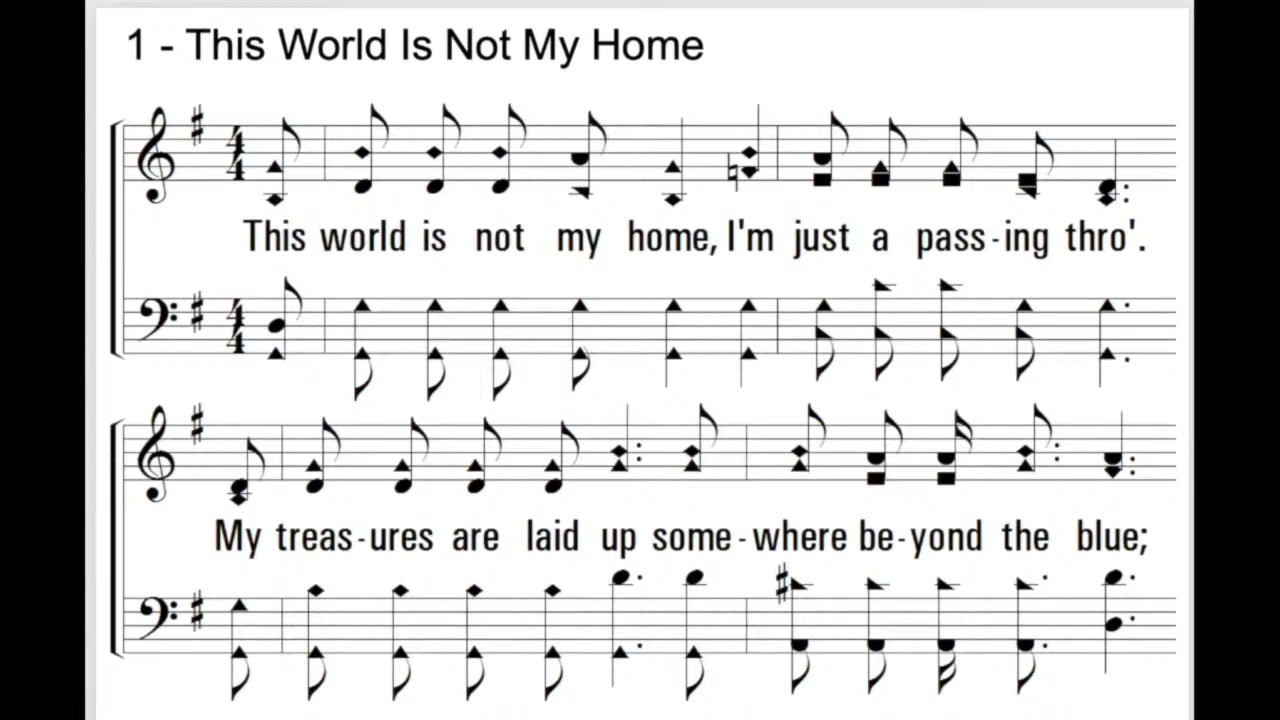 1 - This World Is Not My Home
This world is not my home, I'm just a pass-ing thro'.
My treas-ures are laid up some-where be-yond the blue;